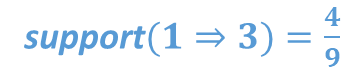 support(1 ⇒ 3) = 4/9